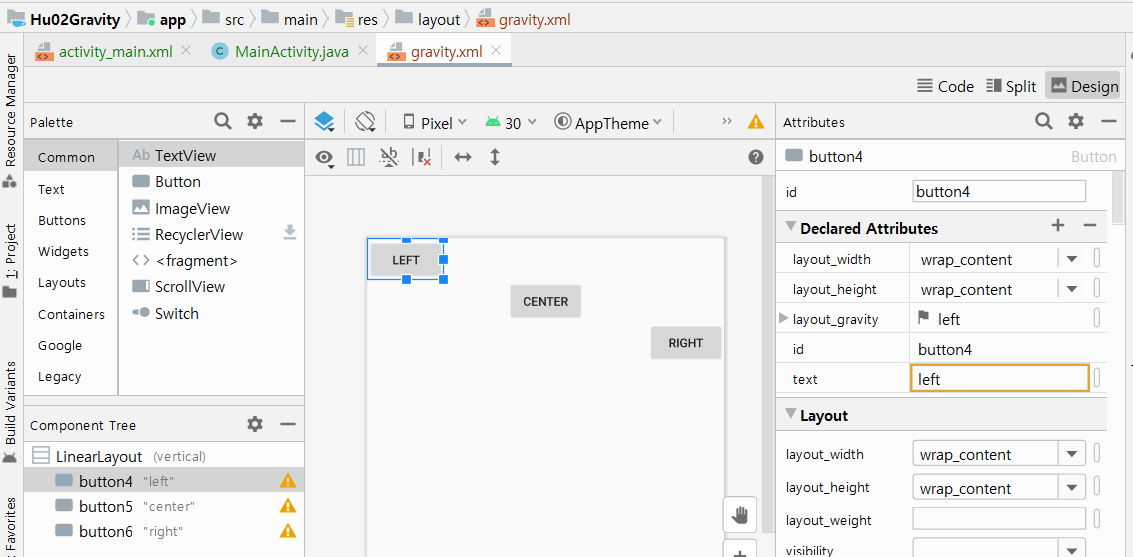 Hu02Gravity app src main res layout gravity.xml
activity_main.xml MainActivity.java gravity.xml
Code Split Design
Resource Manager
1: Project
Build Variants
: Favorites
Palette
Common
Text
Buttons
Widgets
Layouts
Containers
Google
Legacy
Ab TextView
Button
ImageView
RecyclerView
<fragment>
ScrollView
Switch
Component Tree
LinearLayout (vertical)
button4 "left"
button5 "center"
button6 "right"
Pixel 30 AppTheme
LEFT
CENTER
RIGHT
Attributes
button4 Button
id button4
Declared Attributes
layout_width wrap_content
layout_height wrap_content
layout_gravity left
id button4
text left
Layout
layout_width wrap_content
layout_height wrap_content
layout_weight
visibility